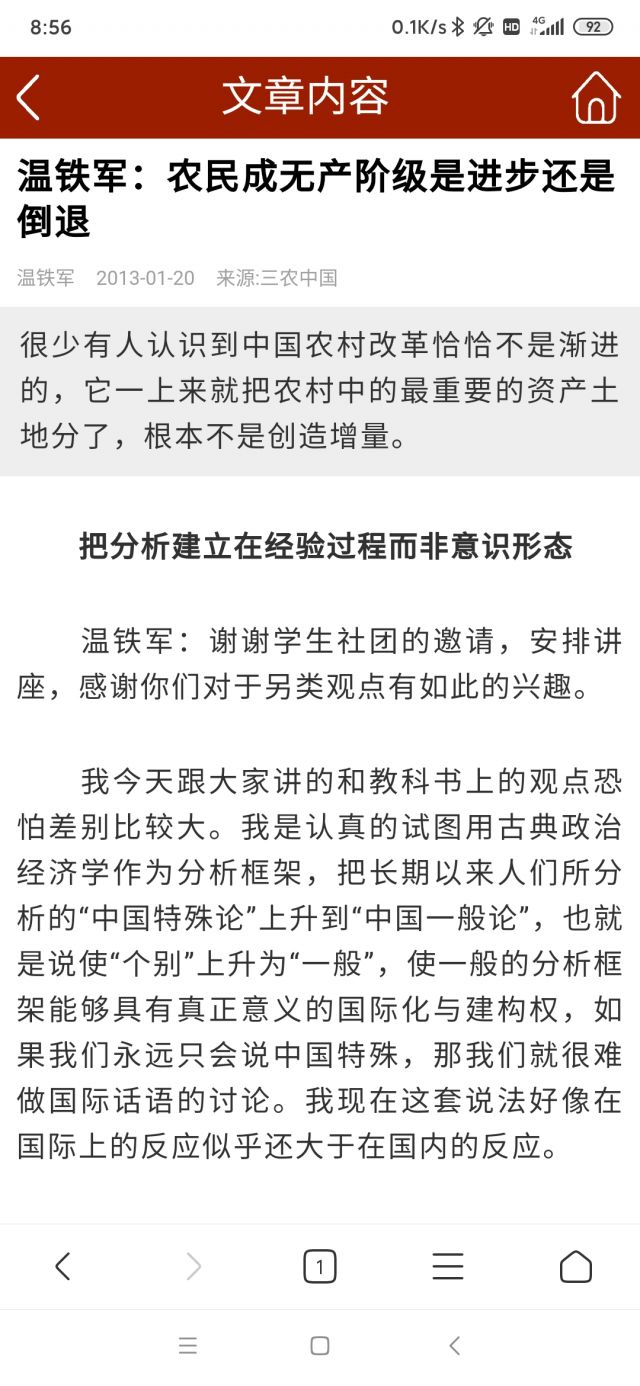 8:56
0.1K/s HD 4G 92
文章内容
温铁军：农民成无产阶级是进步还是
倒退
温铁军 2013-01-20 来源:三农中国
很少有人认识到中国农村改革恰恰不是渐进
的，它一上来就把农村中的最重要的资产土
地分了，根本不是创造增量。
把分析建立在经验过程而非意识形态
温铁军：谢谢学生社团的邀请，安排讲
座，感谢你们对于另类观点有如此的兴趣。
我今天跟大家讲的和教科书上的观点恐
怕差别比较大。我是认真的试图用古典政治
经济学作为分析框架，把长期以来人们所分
析的“中国特殊论”上升到“中国一般论”，也就
是说使“个别”上升为“一般”，使一般的分析框
架能够具有真正意义的国际化与建构权，如
果我们永远只会说中国特殊，那我们就很难
做国际话语的讨论。我现在这套说法好像在
国际上的反应似乎还大于在国内的反应。
1